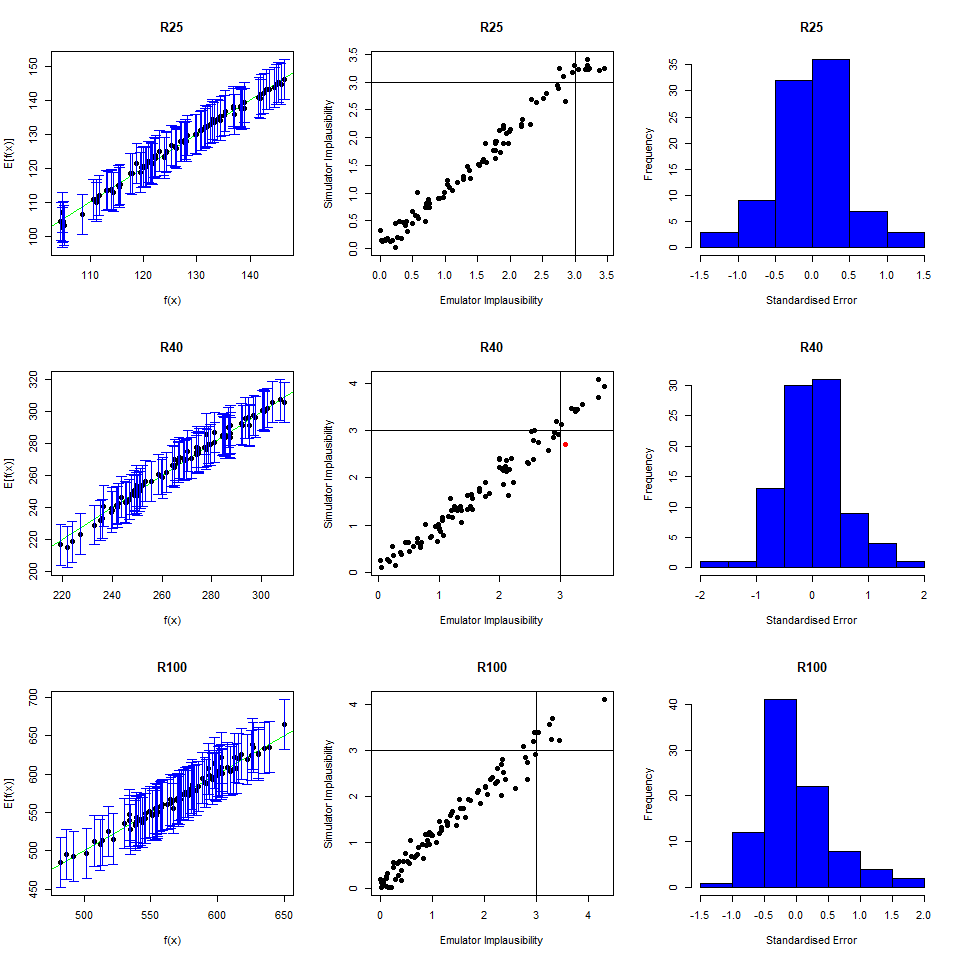 R25
R25
R25
E[f(x)]
100 110 120 130 140 150
110 120 130 140
f(x)
Simulator Implausibility
0.0 0.5 1.0 1.5 2.0 2.5 3.0 3.5
0.0 0.5 1.0 1.5 2.0 2.5 3.0 3.5
Emulator Implausibility
Frequency
0 5 10 15 20 25 30 35
-1.5 -1.0 -0.5 0.0 0.5 1.0 1.5
Standardised Error
R40
R40
R40
E[f(x)]
200 220 240 260 280 300 320
220 240 260 280 300
f(x)
Simulator Implausibility
0 1 2 3 4
0 1 2 3
Emulator Implausibility
Frequency
0 5 10 15 20 25 30
-2 -1 0 1 2
Standardised Error
R100
R100
R100
E[f(x)]
450 500 550 600 650 700
500 550 600 650
f(x)
Simulator Implausibility
0 1 2 3 4
0 1 2 3 4
Emulator Implausibility
Frequency
0 10 20 30 40
-1.5 -1.0 -0.5 0.0 0.5 1.0 1.5 2.0
Standardised Error